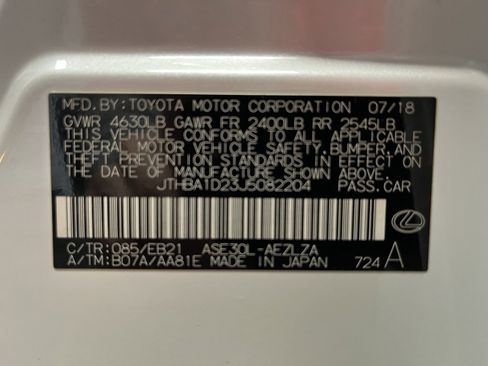 MFD. BY: TOYOTA MOTOR CORPORATION 07/18
GVWR 4630LB GAWR FR 2400LB RR 2545LB
THIS VEHICLE CONFORMS TO ALL APPLICABLE
FEDERAL MOTOR VEHICLE SAFETY, BUMPER, AND
THEFT PREVENTION STANDARDS IN EFFECT ON
THE DATE OF MANUFACTURE SHOWN ABOVE.
JTHBA1D23J5082204 PASS.CAR
C/TR: 085/EB21 ASE30L-AEZLZA
A/TM: B07A/AA81E MADE IN JAPAN 724 A